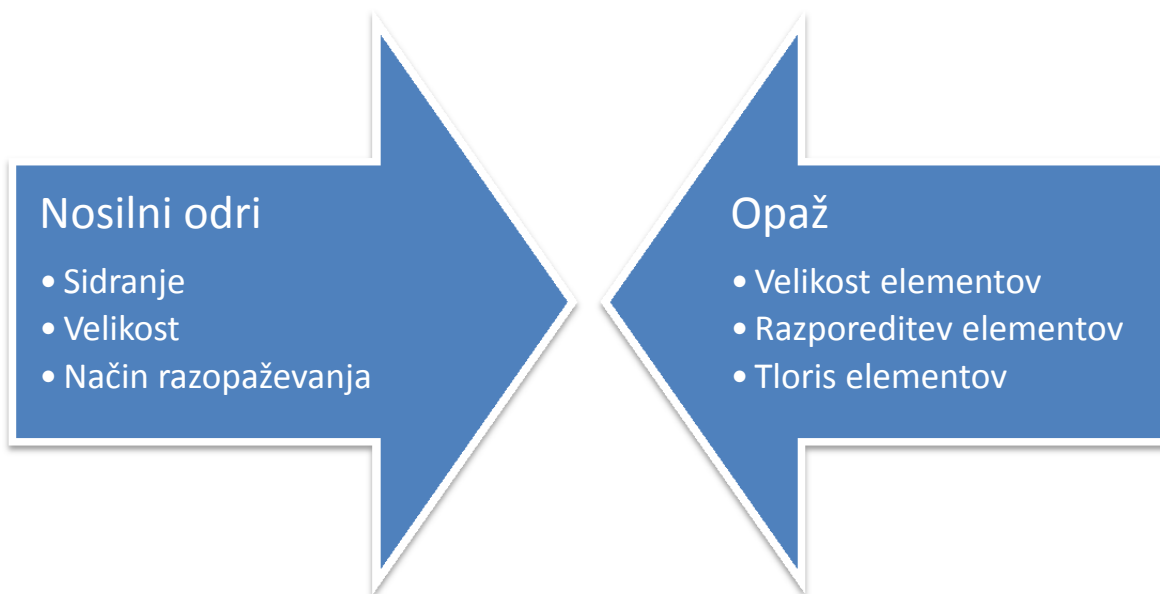 Nosilni odri
• Sidranje
• Velikost
• Način razopaževanja
Opaž
• Velikost elementov
• Razporeditev elementov
• Tloris elementov